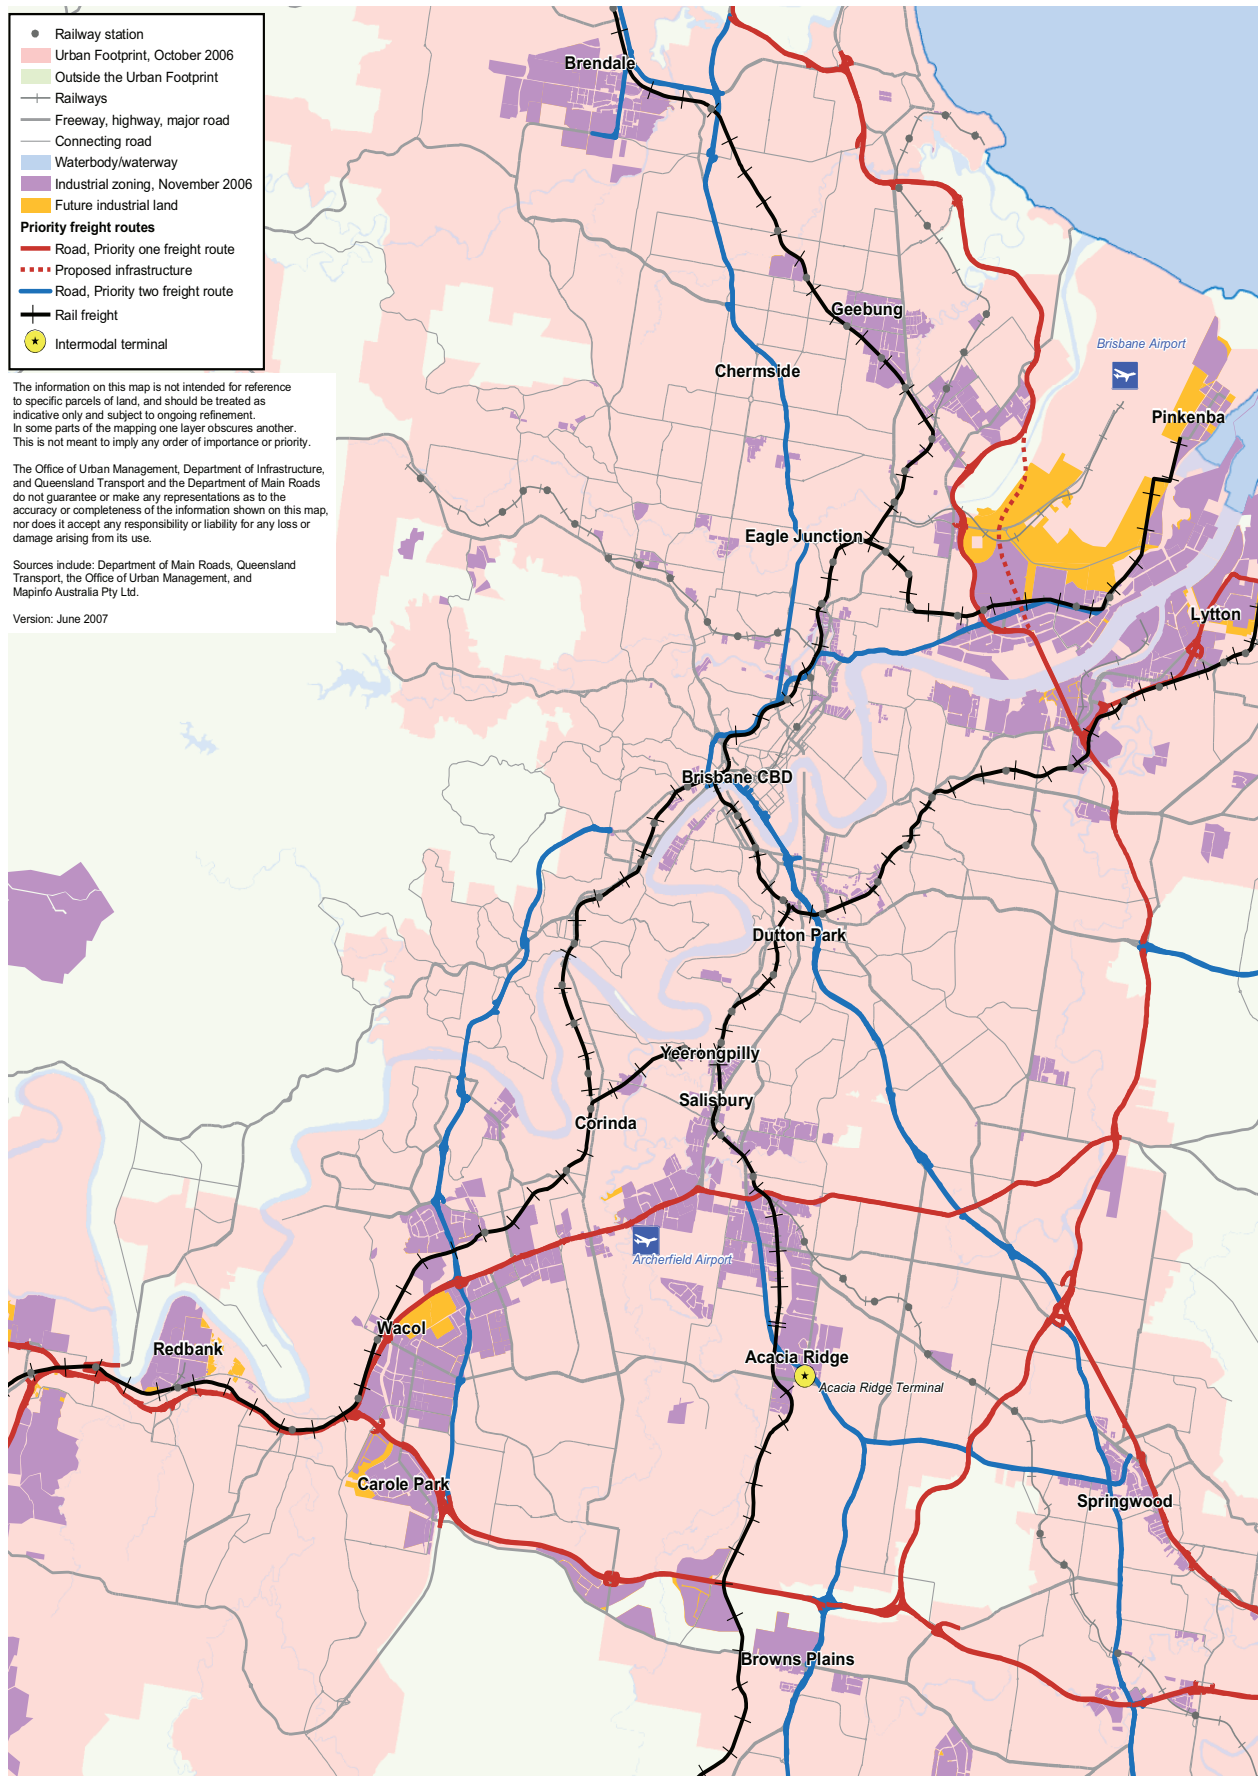 Railway station
Urban Footprint, October 2006
Outside the Urban Footprint
Railways
Freeway, highway, major road
Connecting road
Waterbody/waterway
Industrial zoning, November 2006
Future industrial land
Priority freight routes
Road, Priority one freight route
Proposed infrastructure
Road, Priority two freight route
Rail freight
Intermodal terminal
The information on this map is not intended for reference
to specific parcels of land, and should be treated as
indicative only and subject to ongoing refinement.
In some parts of the mapping one layer obscures another.
This is not meant to imply any order of importance or priority.
The Office of Urban Management, Department of Infrastructure,
and Queensland Transport and the Department of Main Roads
do not guarantee or make any representations as to the
accuracy or completeness of the information shown on this map,
nor does it accept any responsibility or liability for any loss or
damage arising from its use.
Sources include: Department of Main Roads, Queensland
Transport, the Office of Urban Management, and
Mapinfo Australia Pty Ltd.
Version: June 2007
Brendale
Geebung
Brisbane Airport
Chermside
Pinkenba
Eagle Junction
Lytton
Brisbane CBD
Dutton Park
Yeerongpilly
Salisbury
Corinda
Archerfield Airport
Wacol
Redbank
Acacia Ridge
Acacia Ridge Terminal
Carole Park
Springwood
Browns Plains